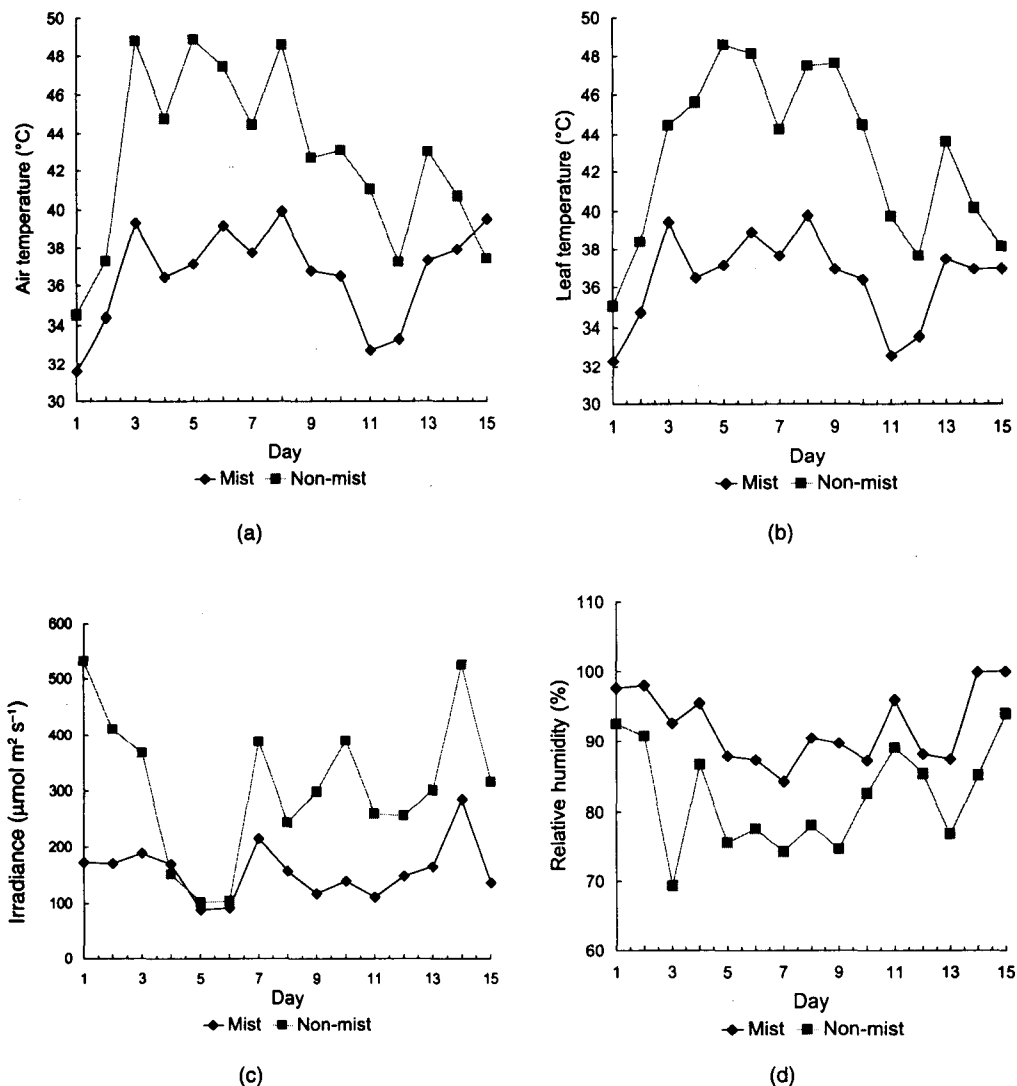 50
48
46
44
42
40
38
36
34
32
30
Air temperature (°C)
1 3 5 7 9 11 13 15
Day
Mist Non-mist
(a)
50
48
46
44
42
40
38
36
34
32
30
Leaf temperature (°C)
1 3 5 7 9 11 13 15
Day
Mist Non-mist
(b)
600
500
400
300
200
100
0
Irradiance (µmol m² s⁻¹)
1 3 5 7 9 11 13 15
Day
Mist Non-mist
(c)
110
100
90
80
70
60
Relative humidity (%)
1 3 5 7 9 11 13 15
Day
Mist Non-mist
(d)